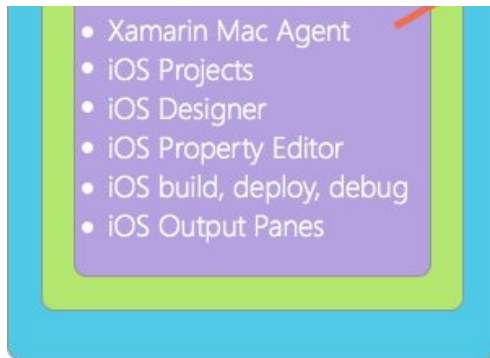 • Xamarin Mac Agent
• iOS Projects
• iOS Designer
• iOS Property Editor
• iOS build, deploy, debug
• iOS Output Panes